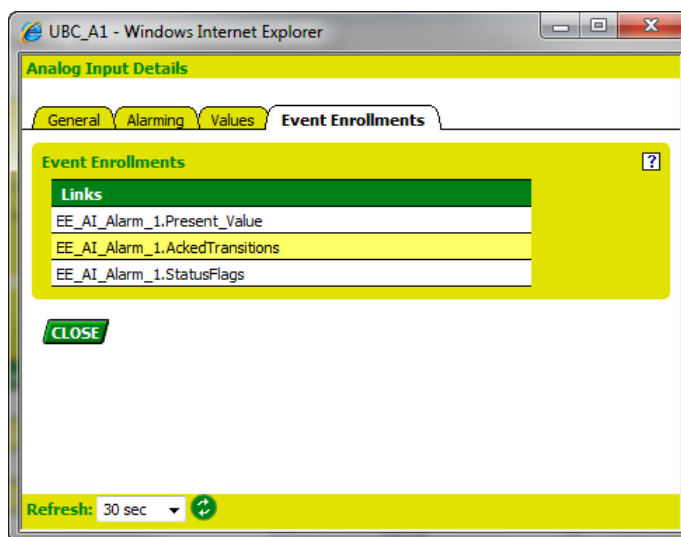 UBC_A1 - Windows Internet Explorer
Analog Input Details
General Alarming Values Event Enrollments
Event Enrollments ?
Links
EE_AI_Alarm_1.Present_Value
EE_AI_Alarm_1.AckedTransitions
EE_AI_Alarm_1.StatusFlags
CLOSE
Refresh: 30 sec